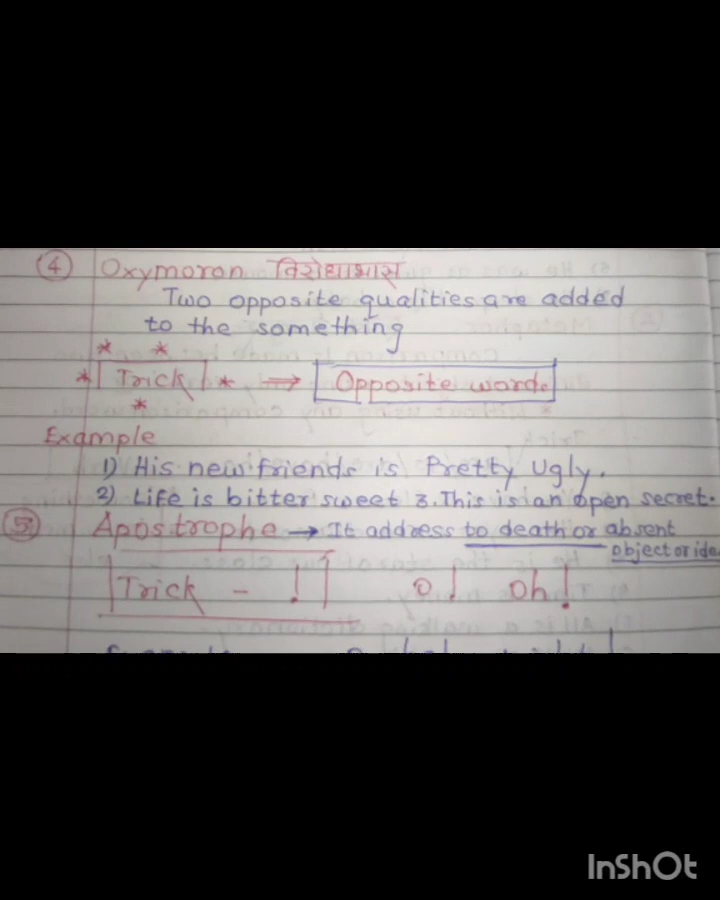 4 Oxymoron विरोधाभास
Two opposite qualities are added
to the something
* *
* Trick * ⇒ Opposite words
*
Example
1) His new friends is Pretty Ugly.
2) Life is bitter sweet 3. This is an open secret.
5 Apostrophe → It address to death or absent
object or idea
Trick - ! o! oh!
InShOt